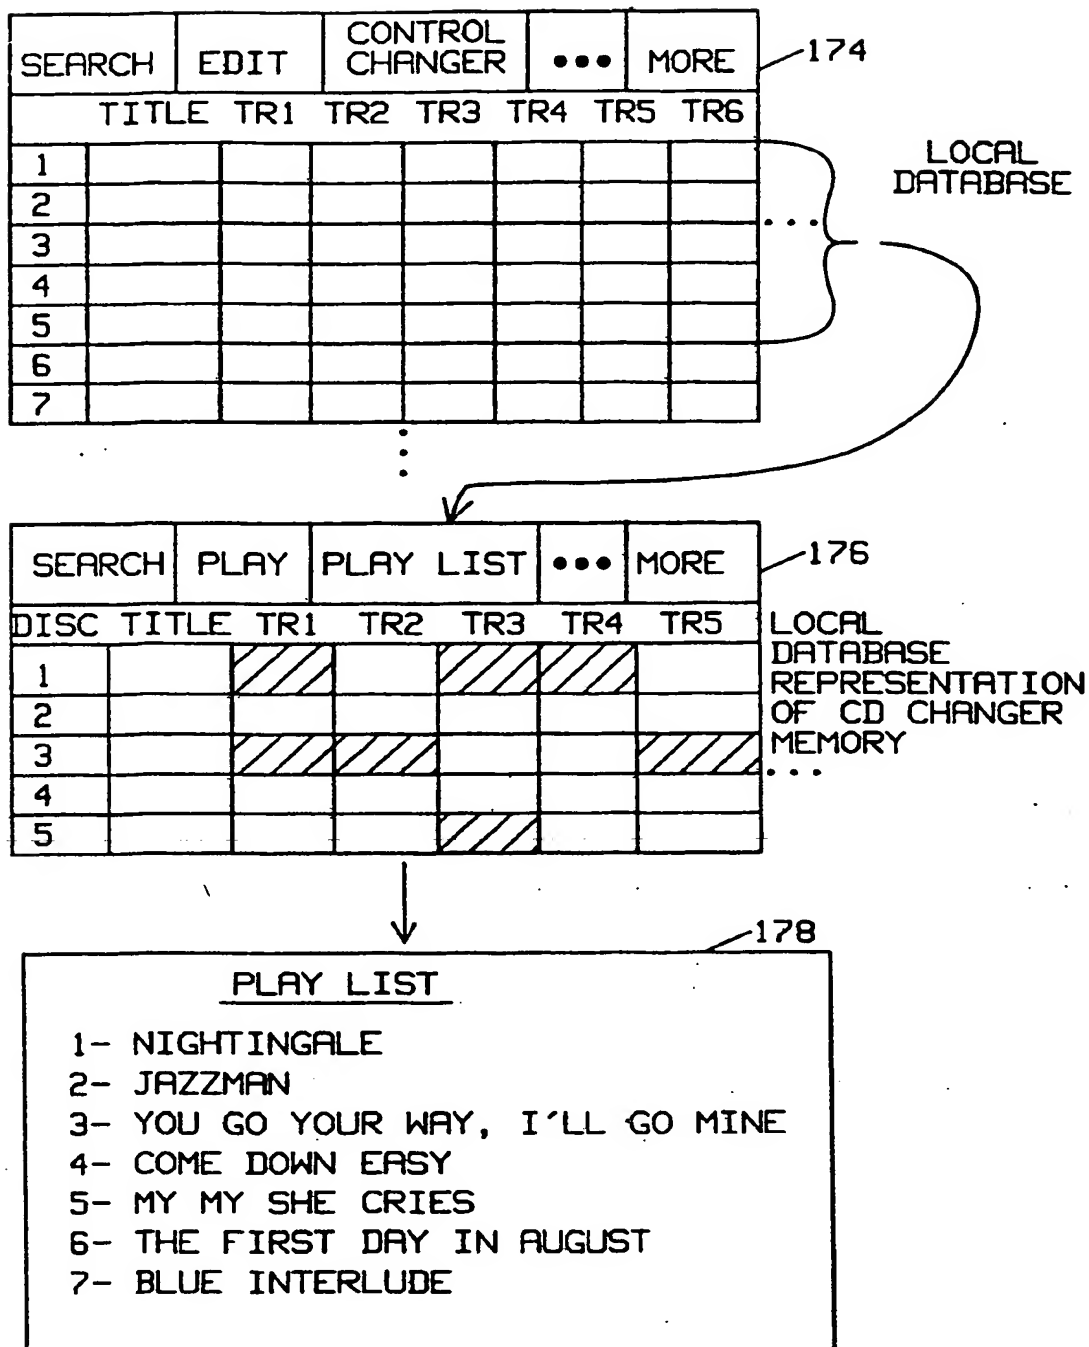 SEARCH EDIT CONTROL CHANGER ••• MORE 174
TITLE TR1 TR2 TR3 TR4 TR5 TR6
1
2
3
4
5
6
7
LOCAL
DATABASE
SEARCH PLAY PLAY LIST ••• MORE 176
DISC TITLE TR1 TR2 TR3 TR4 TR5
1
2
3
4
5
LOCAL
DATABASE
REPRESENTATION
OF CD CHANGER
MEMORY
178
PLAY LIST
1- NIGHTINGALE
2- JAZZMAN
3- YOU GO YOUR WAY, I'LL GO MINE
4- COME DOWN EASY
5- MY MY SHE CRIES
6- THE FIRST DAY IN AUGUST
7- BLUE INTERLUDE